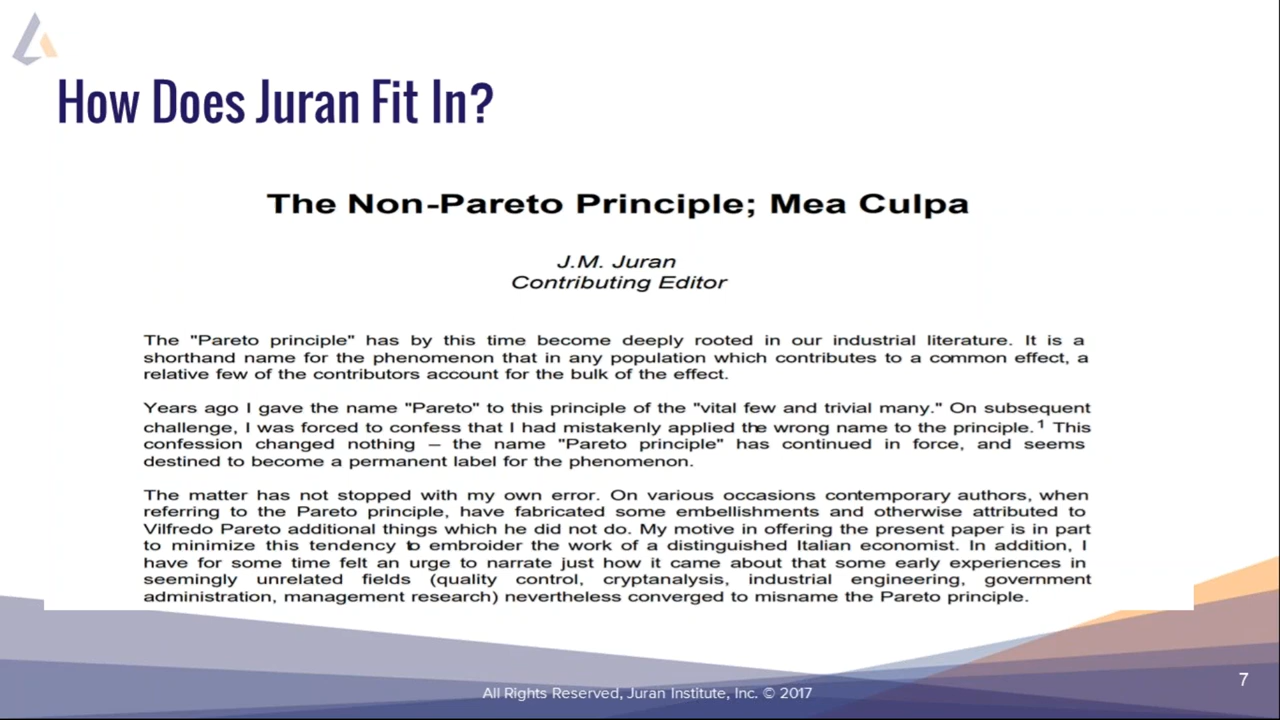 How Does Juran Fit In?
The Non-Pareto Principle; Mea Culpa
J.M. Juran
Contributing Editor
The "Pareto principle" has by this time become deeply rooted in our industrial literature. It is a
shorthand name for the phenomenon that in any population which contributes to a common effect, a
relative few of the contributors account for the bulk of the effect.
Years ago I gave the name "Pareto" to this principle of the "vital few and trivial many." On subsequent
challenge, I was forced to confess that I had mistakenly applied the wrong name to the principle.¹ This
confession changed nothing – the name "Pareto principle" has continued in force, and seems
destined to become a permanent label for the phenomenon.
The matter has not stopped with my own error. On various occasions contemporary authors, when
referring to the Pareto principle, have fabricated some embellishments and otherwise attributed to
Vilfredo Pareto additional things which he did not do. My motive in offering the present paper is in part
to minimize this tendency to embroider the work of a distinguished Italian economist. In addition, I
have for some time felt an urge to narrate just how it came about that some early experiences in
seemingly unrelated fields (quality control, cryptanalysis, industrial engineering, government
administration, management research) nevertheless converged to misname the Pareto principle.
All Rights Reserved, Juran Institute, Inc. © 2017
7